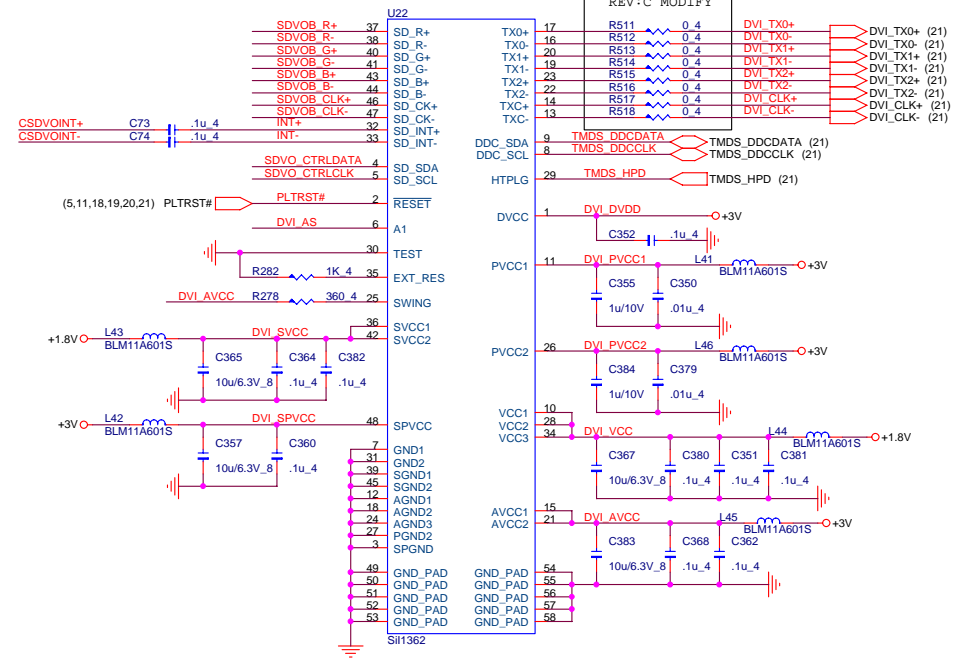 REV:C MODIFY
U22
SDVOB_R+ 37 SD_R+ TX0+ 17 R511 0_4 DVI_TX0+ DVI_TX0+ (21)
SDVOB_R- 38 SD_R- TX0- 16 R512 0_4 DVI_TX0- DVI_TX0- (21)
SDVOB_G+ 40 SD_G+ TX1+ 20 R513 0_4 DVI_TX1+ DVI_TX1+ (21)
SDVOB_G- 41 SD_G- TX1- 19 R514 0_4 DVI_TX1- DVI_TX1- (21)
SDVOB_B+ 43 SD_B+ TX2+ 23 R515 0_4 DVI_TX2+ DVI_TX2+ (21)
SDVOB_B- 44 SD_B- TX2- 22 R516 0_4 DVI_TX2- DVI_TX2- (21)
SDVOB_CLK+ 46 SD_CK+ TXC+ 14 R517 0_4 DVI_CLK+ DVI_CLK+ (21)
SDVOB_CLK- 47 SD_CK- TXC- 13 R518 0_4 DVI_CLK- DVI_CLK- (21)
CSDVOINT+ C73 .1u_4 INT+ 32 SD_INT+
CSDVOINT- C74 .1u_4 INT- 33 SD_INT-
DDC_SDA 9 TMDS_DDCDATA TMDS_DDCDATA (21)
DDC_SCL 8 TMDS_DDCCLK TMDS_DDCCLK (21)
SDVO_CTRLDATA 4 SD_SDA
SDVO_CTRLCLK 5 SD_SCL
HTPLG 29 TMDS_HPD TMDS_HPD (21)
(5,11,18,19,20,21) PLTRST# PLTRST# 2 RESET
DVCC 1 DVI_DVDD +3V
DVI_AS 6 A1
C352 .1u_4
30 TEST
R282 1K_4 35 EXT_RES
PVCC1 11 DVI_PVCC1 L41 BLM11A601S +3V
C355 C350
1u/10V .01u_4
DVI_AVCC R278 360_4 25 SWING
+1.8V L43 BLM11A601S DVI_SVCC 36 SVCC1
42 SVCC2
C365 C364 C382
10u/6.3V_8 .1u_4 .1u_4
PVCC2 26 DVI_PVCC2 L46 BLM11A601S +3V
C384 C379
1u/10V .01u_4
+3V L42 BLM11A601S DVI_SPVCC 48 SPVCC
C357 C360
10u/6.3V_8 .1u_4
VCC1 10
VCC2 28
VCC3 34 DVI_VCC L44 BLM11A601S +1.8V
C367 C380 C351 C381
10u/6.3V_8 .1u_4 .1u_4 .1u_4
7 GND1
31 GND2
39 SGND1
45 SGND2
12 AGND1
18 AGND2
24 AGND3
27 PGND2
3 SPGND
AVCC1 15
AVCC2 21 DVI_AVCC L45 BLM11A601S +3V
C383 C368 C362
10u/6.3V_8 .1u_4 .1u_4
49 GND_PAD GND_PAD 54
50 GND_PAD GND_PAD 55
51 GND_PAD GND_PAD 56
52 GND_PAD GND_PAD 57
53 GND_PAD GND_PAD 58
SiI1362